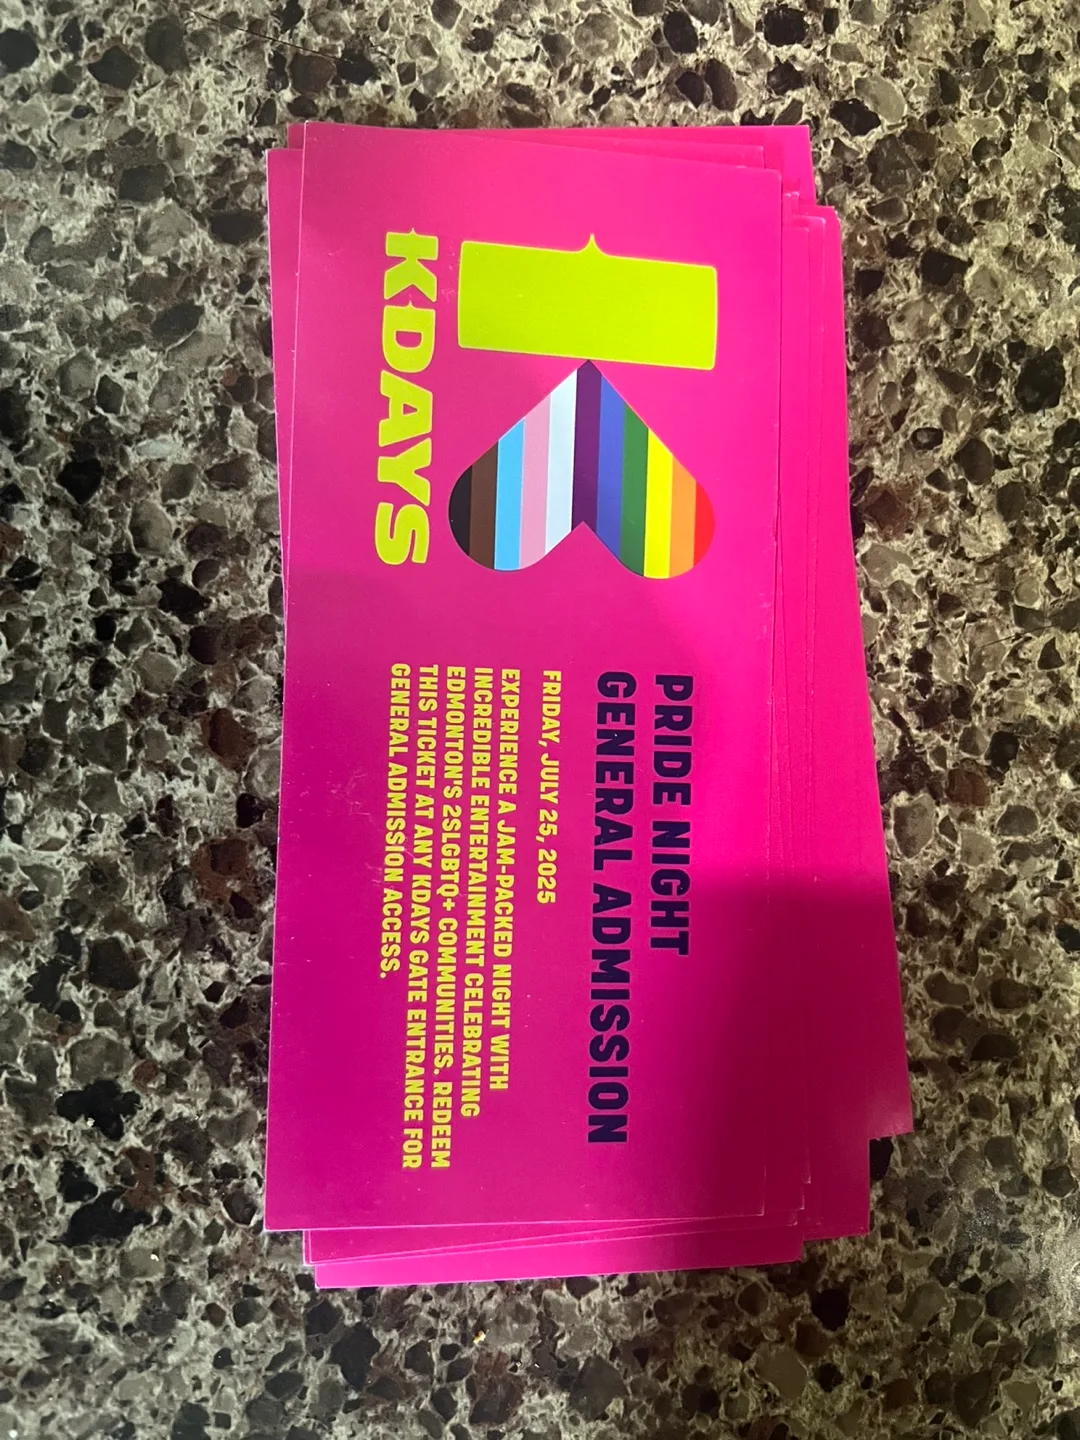 KDAYS
PRIDE NIGHT
GENERAL ADMISSION
FRIDAY, JULY 25, 2025
EXPERIENCE A JAM-PACKED NIGHT WITH
INCREDIBLE ENTERTAINMENT CELEBRATING
EDMONTON'S 2SLGBTQ+ COMMUNITIES. REDEEM
THIS TICKET AT ANY KDAYS GATE ENTRANCE FOR
GENERAL ADMISSION ACCESS.